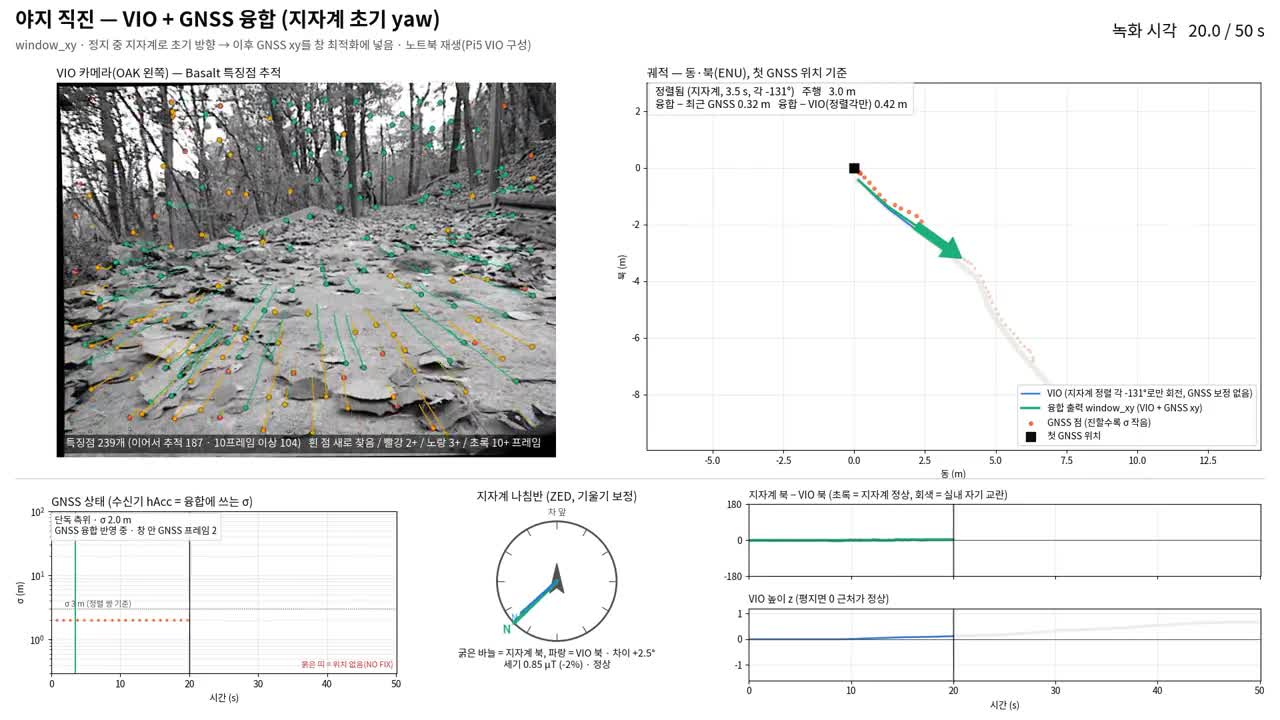 야지 직진 — VIO + GNSS 융합 (지자계 초기 yaw)
녹화 시각 20.0 / 50 s
window_xy · 정지 중 지자계로 초기 방향 → 이후 GNSS xy를 창 최적화에 넣음 · 노트북 재생(Pi5 VIO 구성)
VIO 카메라(OAK 왼쪽) — Basalt 특징점 추적
특징점 239개 (이어서 추적 187 · 10프레임 이상 104) 흰 점 새로 찾음 / 빨강 2+ / 노랑 3+ / 초록 10+ 프레임
궤적 — 동·북(ENU), 첫 GNSS 위치 기준
정렬됨 (지자계, 3.5 s, 각 -131°) 주행 3.0 m
융합 − 최근 GNSS 0.32 m 융합 − VIO(정렬각만) 0.42 m
2
0
-2
-4
-6
-8
북 (m)
VIO (지자계 정렬 각 -131°로만 회전, GNSS 보정 없음)
융합 출력 window_xy (VIO + GNSS xy)
GNSS 점 (진할수록 σ 작음)
첫 GNSS 위치
-5.0 -2.5 0.0 2.5 5.0 7.5 10.0 12.5
동 (m)
GNSS 상태 (수신기 hAcc = 융합에 쓰는 σ)
단독 측위 · σ 2.0 m
GNSS 융합 반영 중 · 창 안 GNSS 프레임 2
10²
10¹
10⁰
σ (m)
σ 3 m (정렬 쌍 기준)
붉은 띠 = 위치 없음(NO FIX)
0 10 20 30 40 50
시간 (s)
지자계 나침반 (ZED, 기울기 보정)
차 앞
N
N
굵은 바늘 = 지자계 북, 파랑 = VIO 북 · 차이 +2.5°
세기 0.85 µT (-2%) · 정상
지자계 북 − VIO 북 (초록 = 지자계 정상, 회색 = 실내 자기 교란)
180
0
-180
VIO 높이 z (평지면 0 근처가 정상)
1
0
-1
0 10 20 30 40 50
시간 (s)